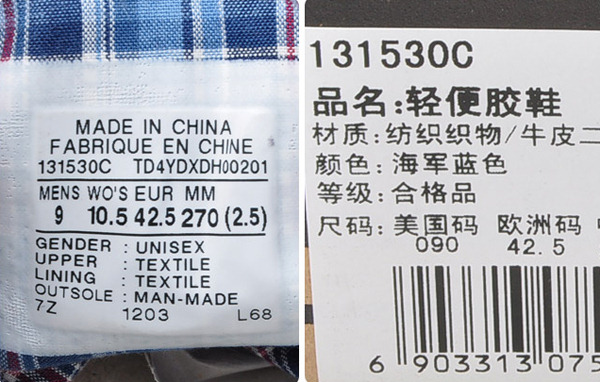 MADE IN CHINA
FABRIQUE EN CHINE
131530C TD4YDXDH00201
MENS WO'S EUR MM
9 10.5 42.5 270 (2.5)
GENDER : UNISEX
UPPER : TEXTILE
LINING : TEXTILE
OUTSOLE : MAN-MADE
7Z 1203 L68
131530C
品名:轻便胶鞋
材质:纺织织物/牛皮二
颜色:海军蓝色
等级:合格品
尺码:美国码 欧洲码
090 42.5
6 903313 075